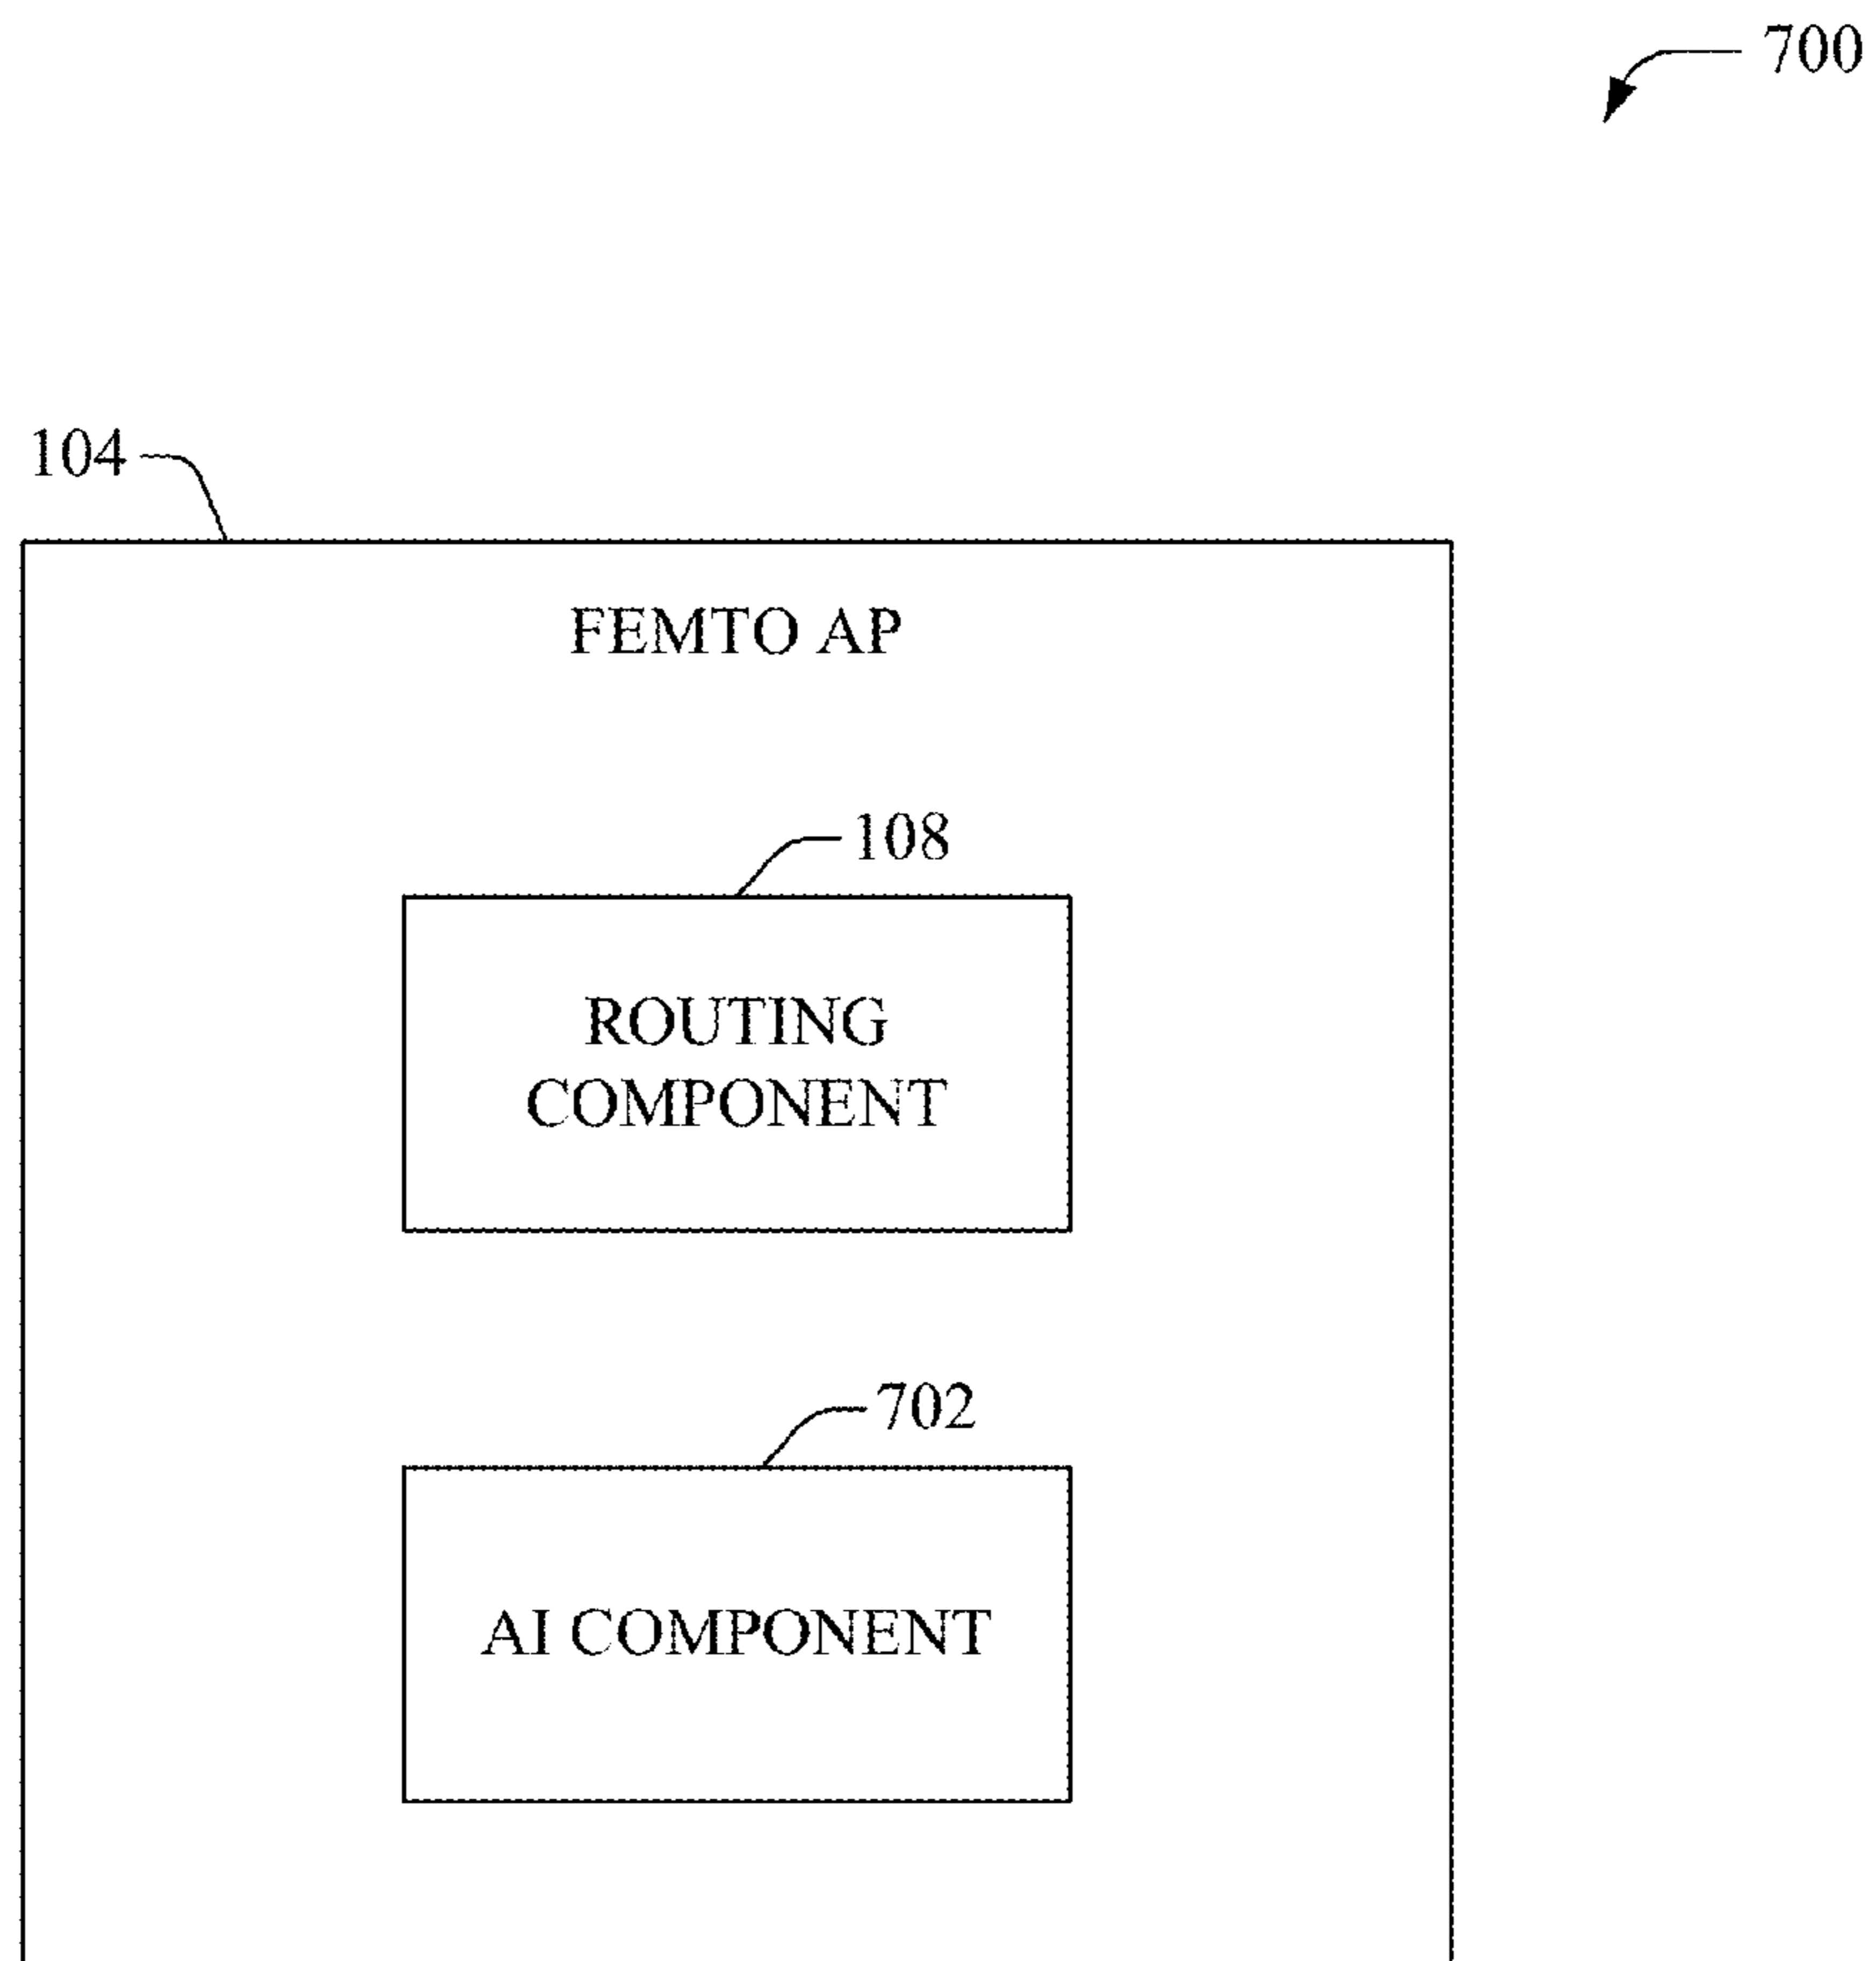 700
104
FEMTO AP
108
ROUTING
COMPONENT
702
AI COMPONENT